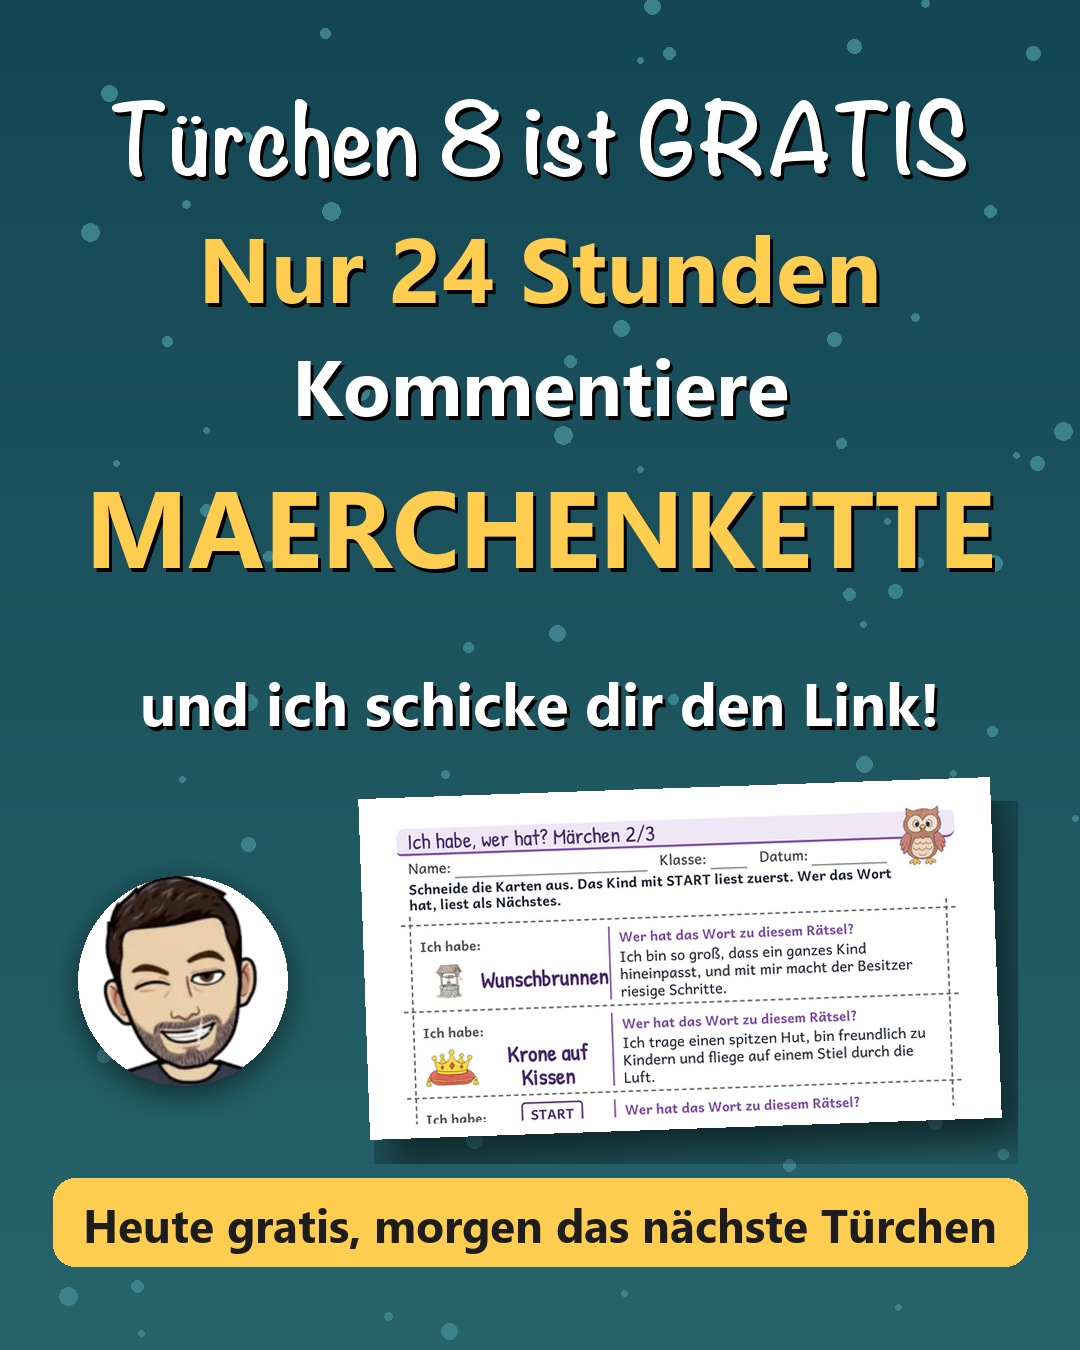 Türchen 8 ist GRATIS
Nur 24 Stunden
Kommentiere
MAERCHENKETTE
und ich schicke dir den Link!
Ich habe, wer hat? Märchen 2/3
Name: ____________ Klasse: ____ Datum: ________
Schneide die Karten aus. Das Kind mit START liest zuerst. Wer das Wort
hat, liest als Nächstes.
Ich habe:
Wunschbrunnen
Wer hat das Wort zu diesem Rätsel?
Ich bin so groß, dass ein ganzes Kind
hineinpasst, und mit mir macht der Besitzer
riesige Schritte.
Ich habe:
Krone auf
Kissen
Wer hat das Wort zu diesem Rätsel?
Ich trage einen spitzen Hut, bin freundlich zu
Kindern und fliege auf einem Stiel durch die
Luft.
Ich habe:
START
Wer hat das Wort zu diesem Rätsel?
Heute gratis, morgen das nächste Türchen